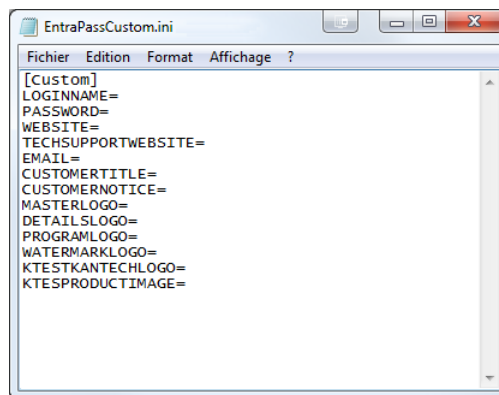 EntraPassCustom.ini
Fichier Edition Format Affichage ?
[Custom]
LOGINNAME=
PASSWORD=
WEBSITE=
TECHSUPPORTWEBSITE=
EMAIL=
CUSTOMERTITLE=
CUSTOMERNOTICE=
MASTERLOGO=
DETAILSLOGO=
PROGRAMLOGO=
WATERMARKLOGO=
KTESTKANTECHLOGO=
KTESPRODUCTIMAGE=